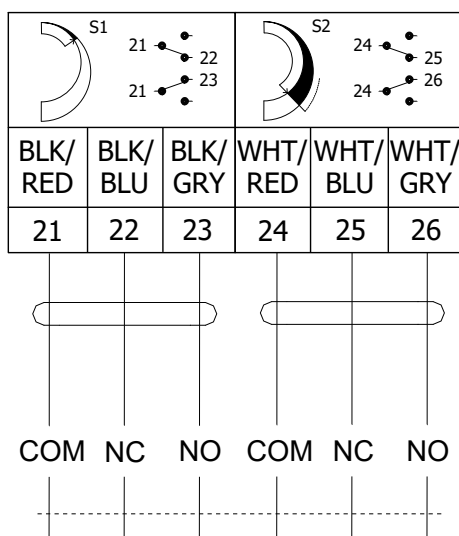 S1
21
22
23
21
S2
24
25
26
24
BLK/ BLK/ BLK/ WHT/ WHT/ WHT/
RED BLU GRY RED BLU GRY
21 22 23 24 25 26
COM NC NO COM NC NO